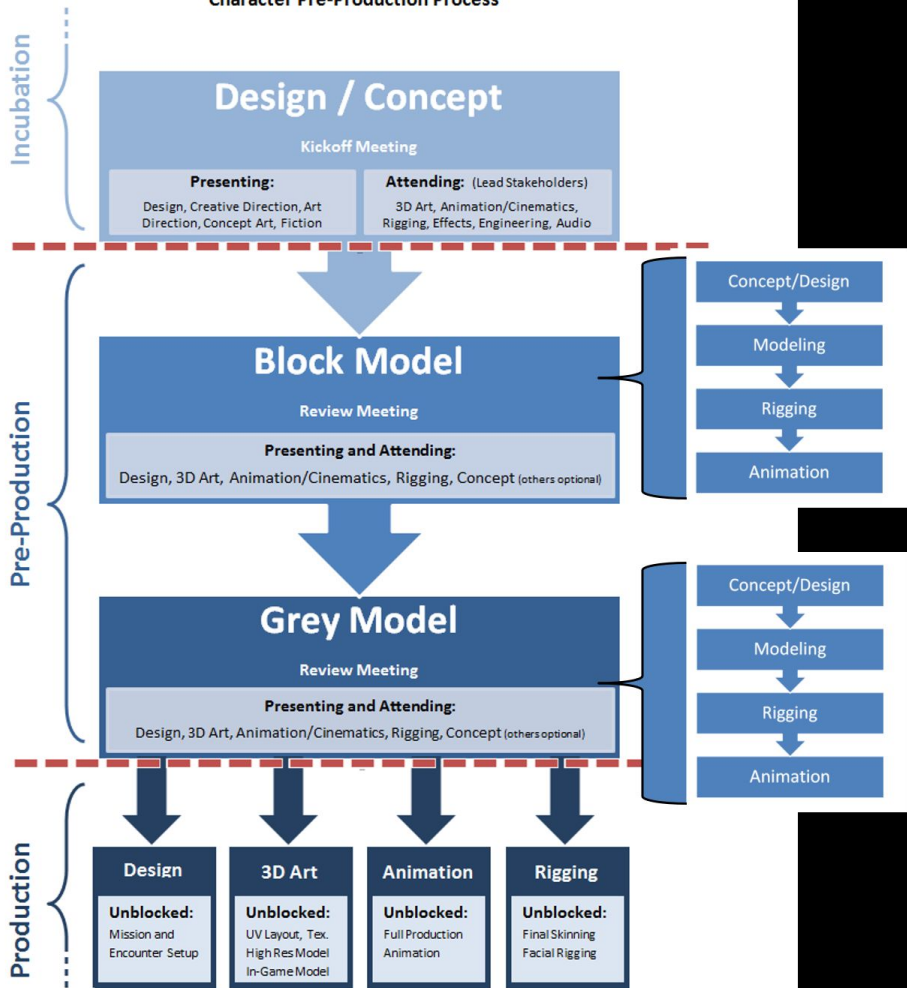 Character Pre-Production Process
Incubation
Design / Concept
Kickoff Meeting
Presenting:
Design, Creative Direction, Art
Direction, Concept Art, Fiction
Attending: (Lead Stakeholders)
3D Art, Animation/Cinematics,
Rigging, Effects, Engineering, Audio
Pre-Production
Block Model
Review Meeting
Presenting and Attending:
Design, 3D Art, Animation/Cinematics, Rigging, Concept (others optional)
Concept/Design
Modeling
Rigging
Animation
Grey Model
Review Meeting
Presenting and Attending:
Design, 3D Art, Animation/Cinematics, Rigging, Concept (others optional)
Concept/Design
Modeling
Rigging
Animation
Production
Design
Unblocked:
Mission and
Encounter Setup
3D Art
Unblocked:
UV Layout, Tex.
High Res Model
In-Game Model
Animation
Unblocked:
Full Production
Animation
Rigging
Unblocked:
Final Skinning
Facial Rigging